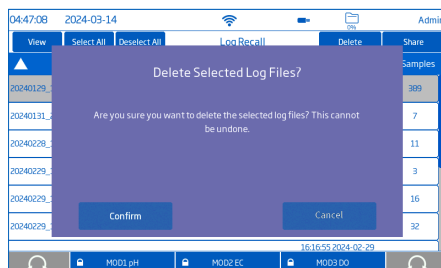 04:47:08 2024-03-14 0% Admi
View Select All Deselect All Log Recall Delete Share
Samples
Delete Selected Log Files?
20240129_ 389
20240131_ 7
Are you sure you want to delete the selected log files? This cannot
be undone.
20240228_ 11
20240229_ 3
20240229_ 16
Confirm Cancel
20240229_ 32
16:16:55 2024-02-29
MOD1 pH MOD2 EC MOD3 DO